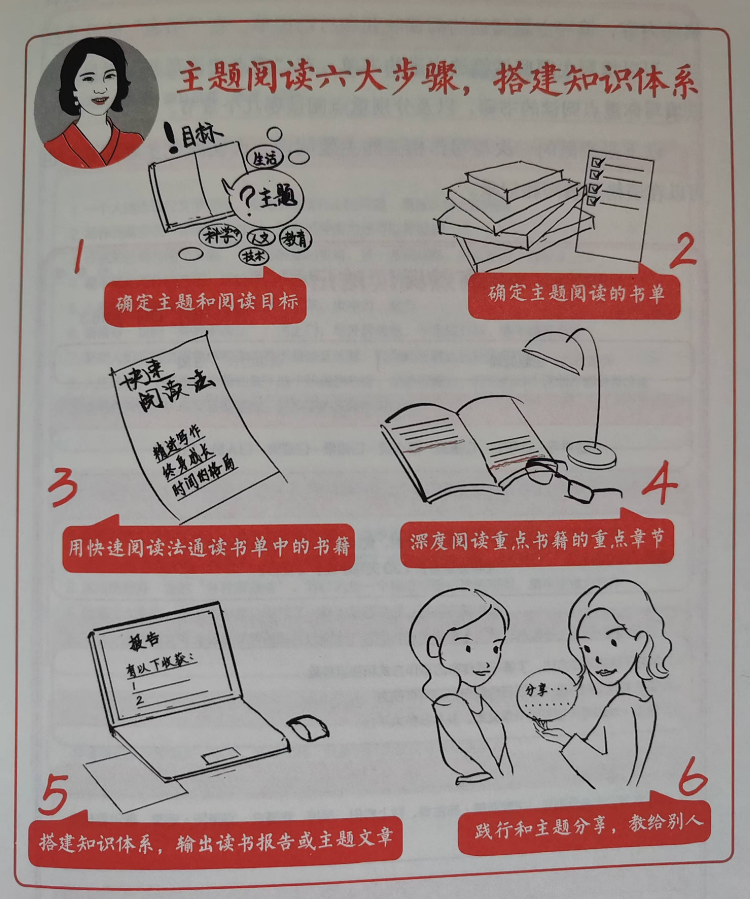 主题阅读六大步骤，搭建知识体系
!目标
生活
?主题
科学
人文
教育
技术
1
确定主题和阅读目标
2
确定主题阅读的书单
快速
阅读法
精进写作
终身成长
时间的格局
3
用快速阅读法通读书单中的书籍
4
深度阅读重点书籍的重点章节
报告
有以下收获：
1
2
5
搭建知识体系，输出读书报告或主题文章
分享······
6
践行和主题分享，教给别人